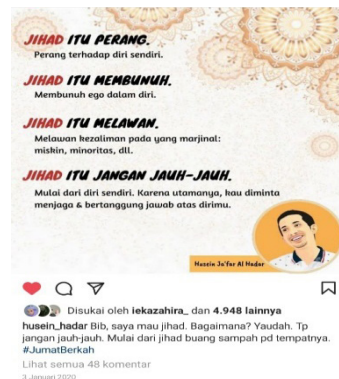 JIHAD ITU PERANG.
Perang terhadap diri sendiri.
JIHAD ITU MEMBUNUH.
Membunuh ego dalam diri.
JIHAD ITU MELAWAN.
Melawan kezaliman pada yang marjinal:
miskin, minoritas, dll.
JIHAD ITU JANGAN JAUH-JAUH.
Mulai dari diri sendiri. Karena utamanya, kau diminta
menjaga & bertanggung jawab atas dirimu.
Husein Ja'far Al Hadar
Disukai oleh iekazahira_ dan 4.948 lainnya
husein_hadar Bib, saya mau jihad. Bagaimana? Yaudah. Tp
jangan jauh-jauh. Mulai dari jihad buang sampah pd tempatnya.
#JumatBerkah
Lihat semua 48 komentar
3 Januari 2020